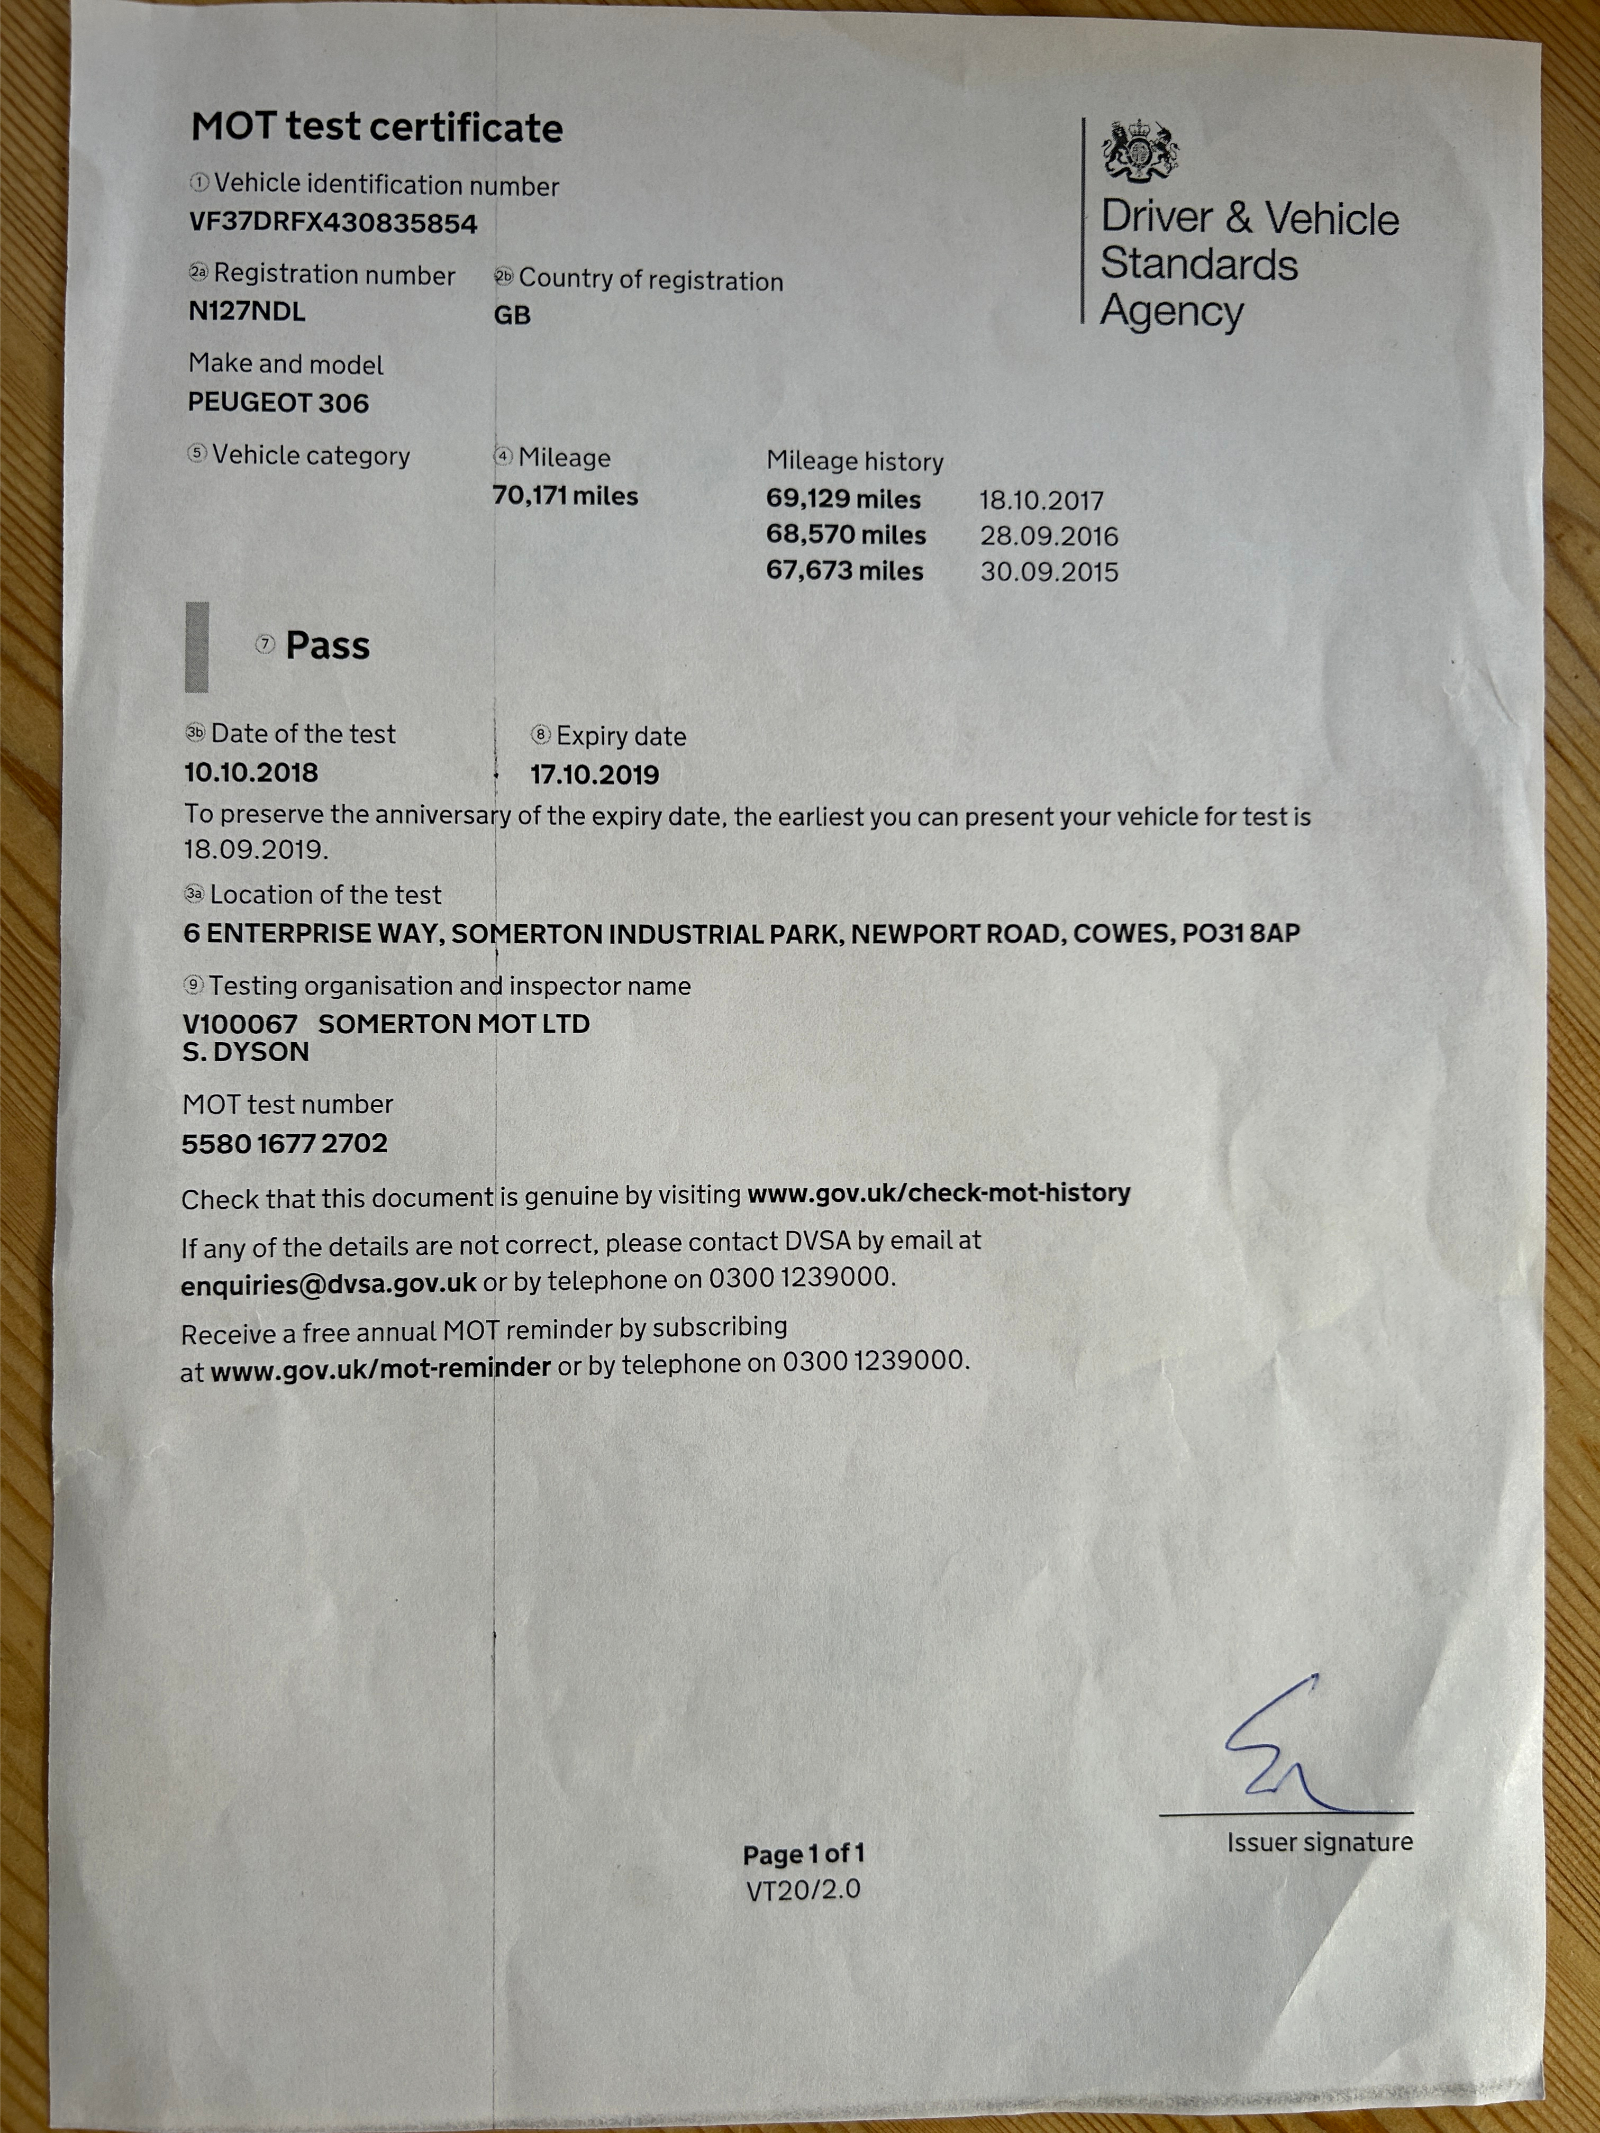 MOT test certificate
① Vehicle identification number
VF37DRFX430835854
2a Registration number 2b Country of registration
N127NDL GB
Make and model
PEUGEOT 306
⑤ Vehicle category ④ Mileage Mileage history
70,171 miles 69,129 miles 18.10.2017
68,570 miles 28.09.2016
67,673 miles 30.09.2015
Driver & Vehicle
Standards
Agency
⑦ Pass
3b Date of the test ⑧ Expiry date
10.10.2018 17.10.2019
To preserve the anniversary of the expiry date, the earliest you can present your vehicle for test is
18.09.2019.
3a Location of the test
6 ENTERPRISE WAY, SOMERTON INDUSTRIAL PARK, NEWPORT ROAD, COWES, PO31 8AP
⑨ Testing organisation and inspector name
V100067 SOMERTON MOT LTD
S. DYSON
MOT test number
5580 1677 2702
Check that this document is genuine by visiting www.gov.uk/check-mot-history
If any of the details are not correct, please contact DVSA by email at
enquiries@dvsa.gov.uk or by telephone on 0300 1239000.
Receive a free annual MOT reminder by subscribing
at www.gov.uk/mot-reminder or by telephone on 0300 1239000.
Issuer signature
Page 1 of 1
VT20/2.0